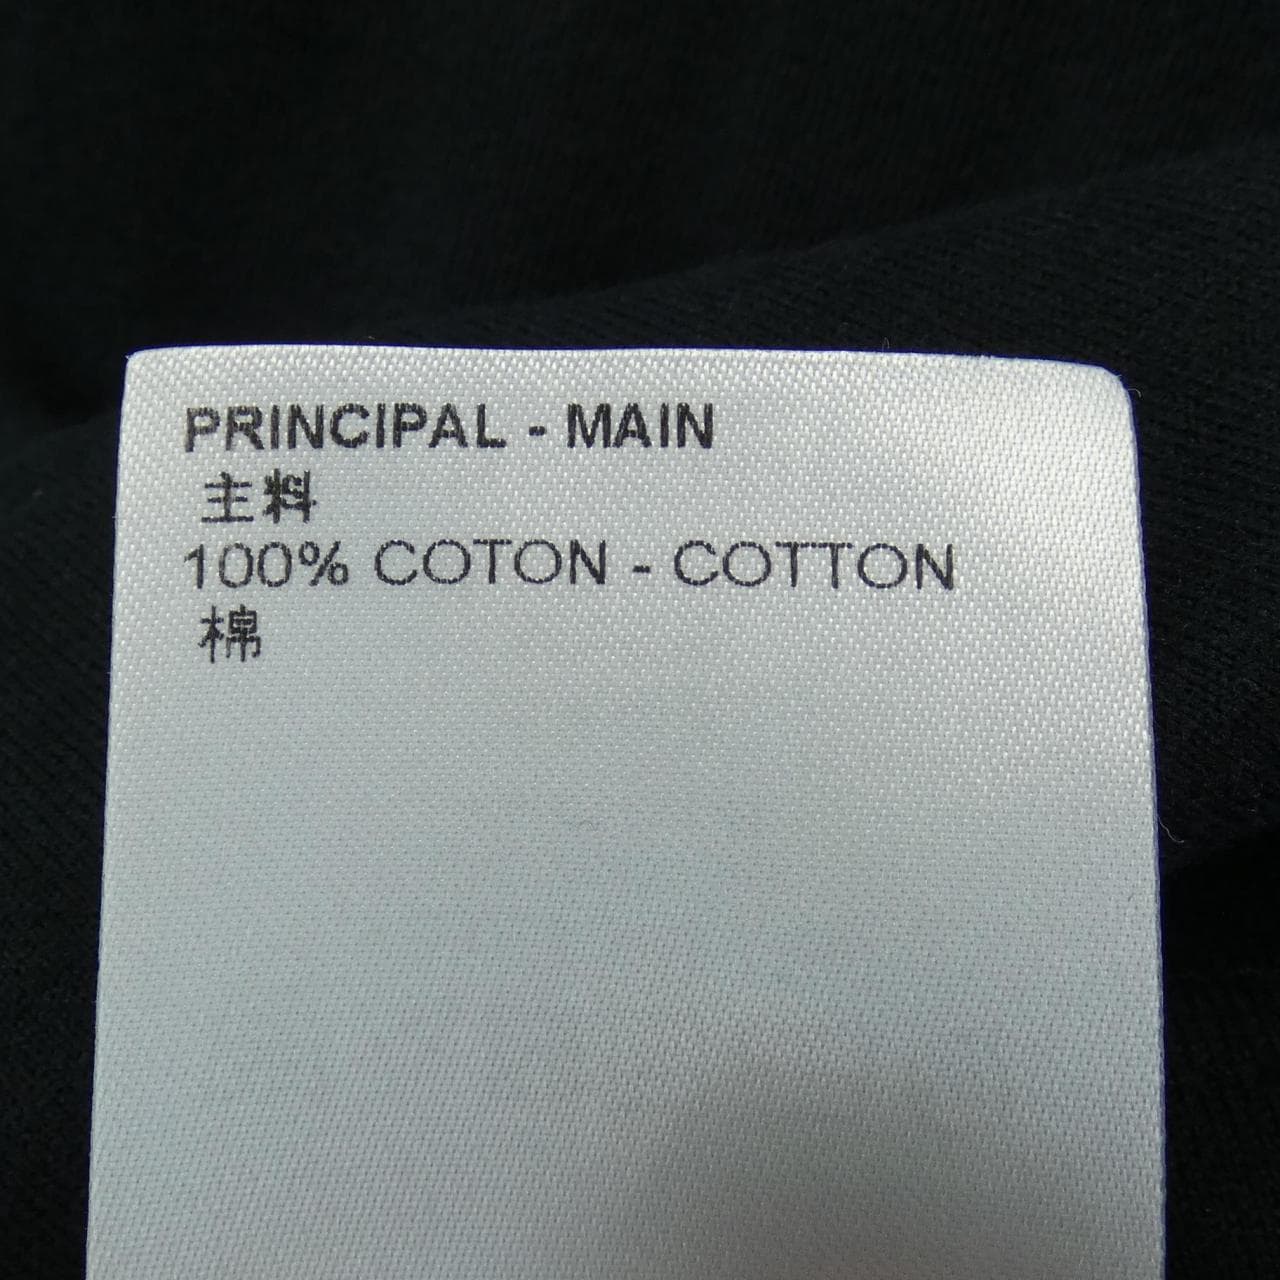 PRINCIPAL - MAIN
主料
100% COTON - COTTON
棉